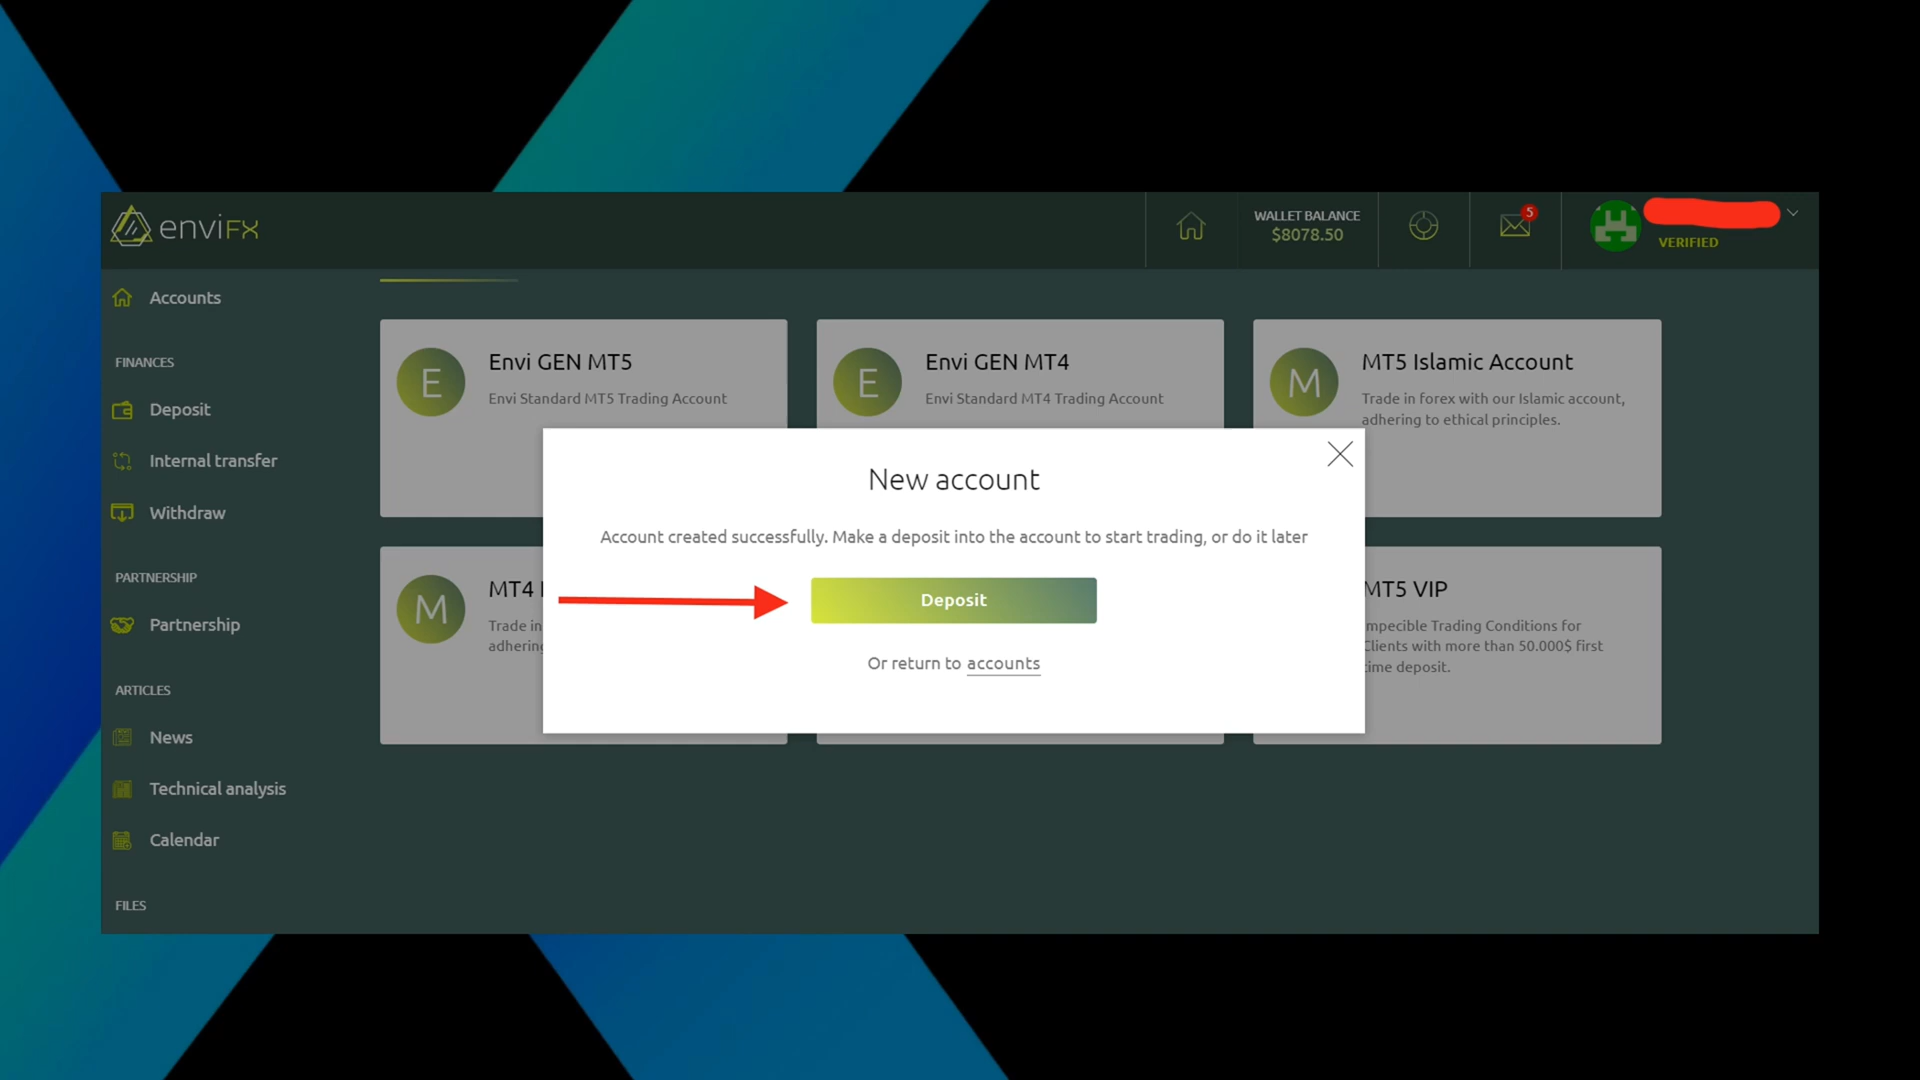 enviFX
WALLET BALANCE
$8078.50
5
VERIFIED
Accounts
FINANCES
Deposit
Internal transfer
Withdraw
PARTNERSHIP
Partnership
ARTICLES
News
Technical analysis
Calendar
FILES
E
Envi GEN MT5
Envi Standard MT5 Trading Account
E
Envi GEN MT4
Envi Standard MT4 Trading Account
M
MT5 Islamic Account
Trade in forex with our Islamic account,
adhering to ethical principles.
M
MT4
Trade in
adhering
MT5 VIP
Impecible Trading Conditions for
Clients with more than 50.000$ first
time deposit.
New account
Account created successfully. Make a deposit into the account to start trading, or do it later
Deposit
Or return to accounts